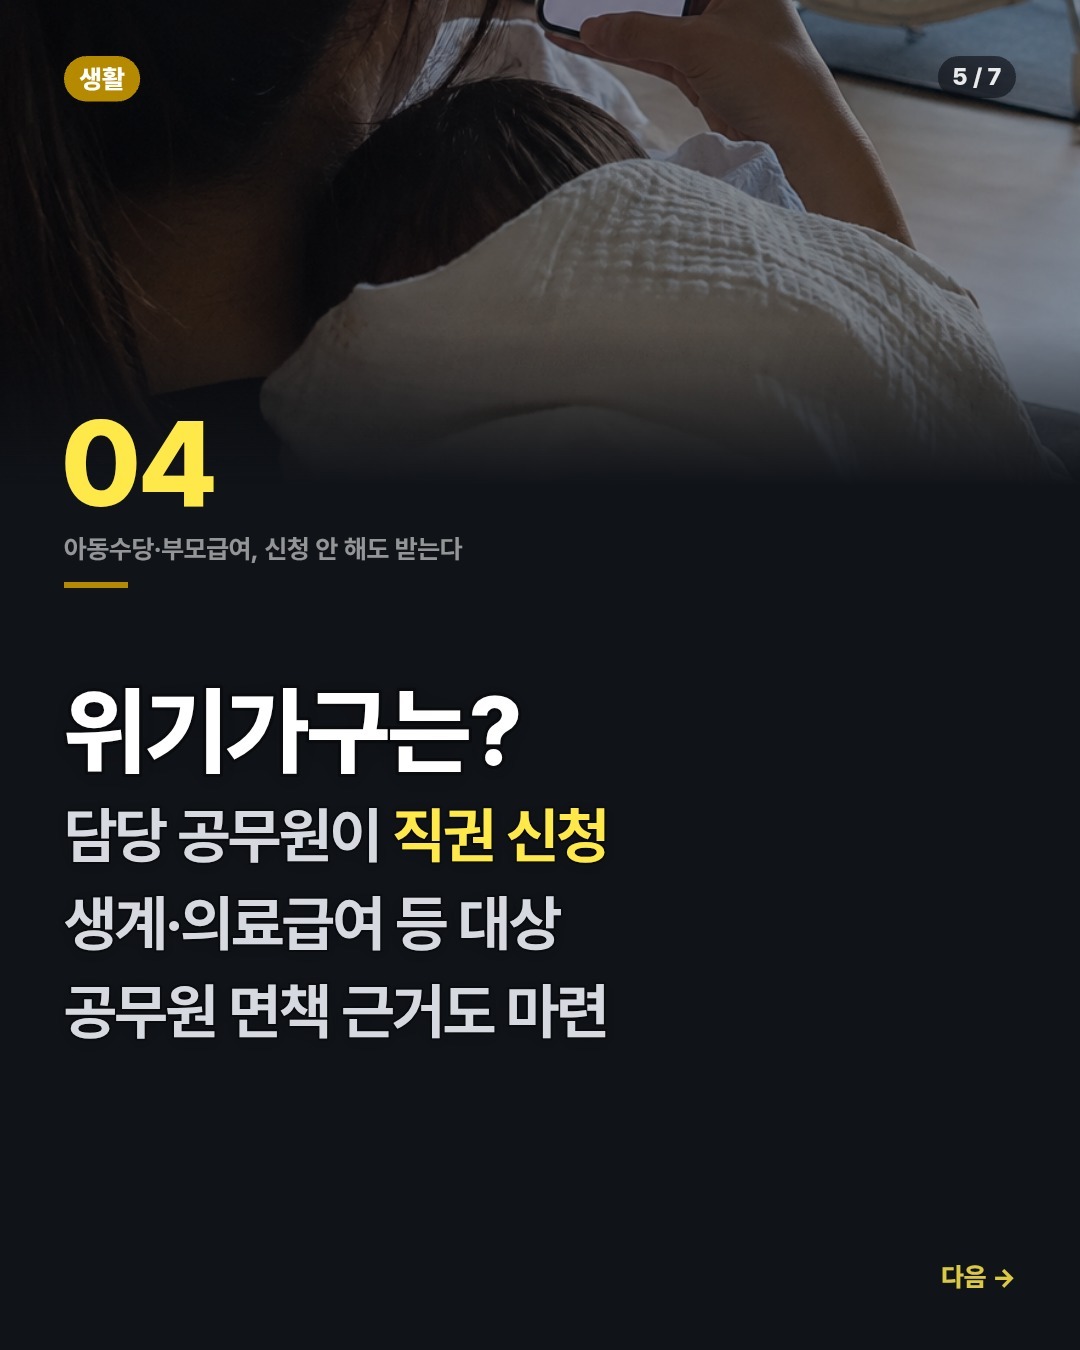 생활
5 / 7
04
아동수당·부모급여, 신청 안 해도 받는다
위기가구는?
담당 공무원이 직권 신청
생계·의료급여 등 대상
공무원 면책 근거도 마련
다음 →